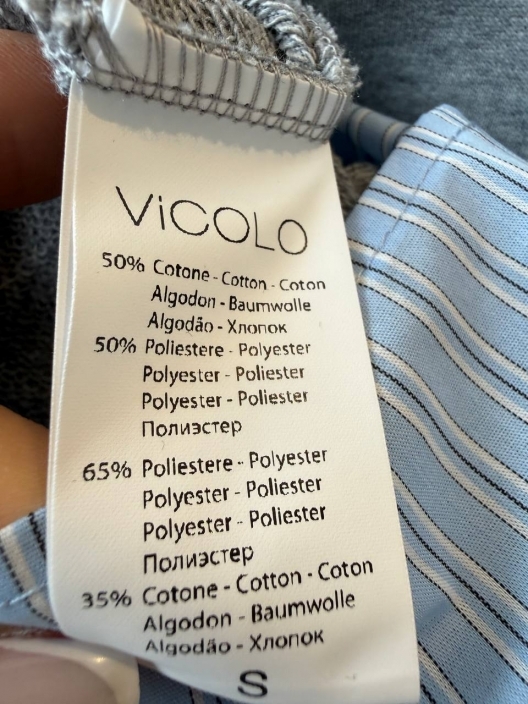 ViCOLO
50% Cotone - Cotton - Coton
Algodon - Baumwolle
Algodão - Хлопок
50% Poliestere - Polyester
Polyester - Poliester
Polyester - Poliester
Полиэстер
65% Poliestere - Polyester
Polyester - Poliester
Polyester - Poliester
Полиэстер
35% Cotone - Cotton - Coton
Algodon - Baumwolle
Algodão - Хлопок
S